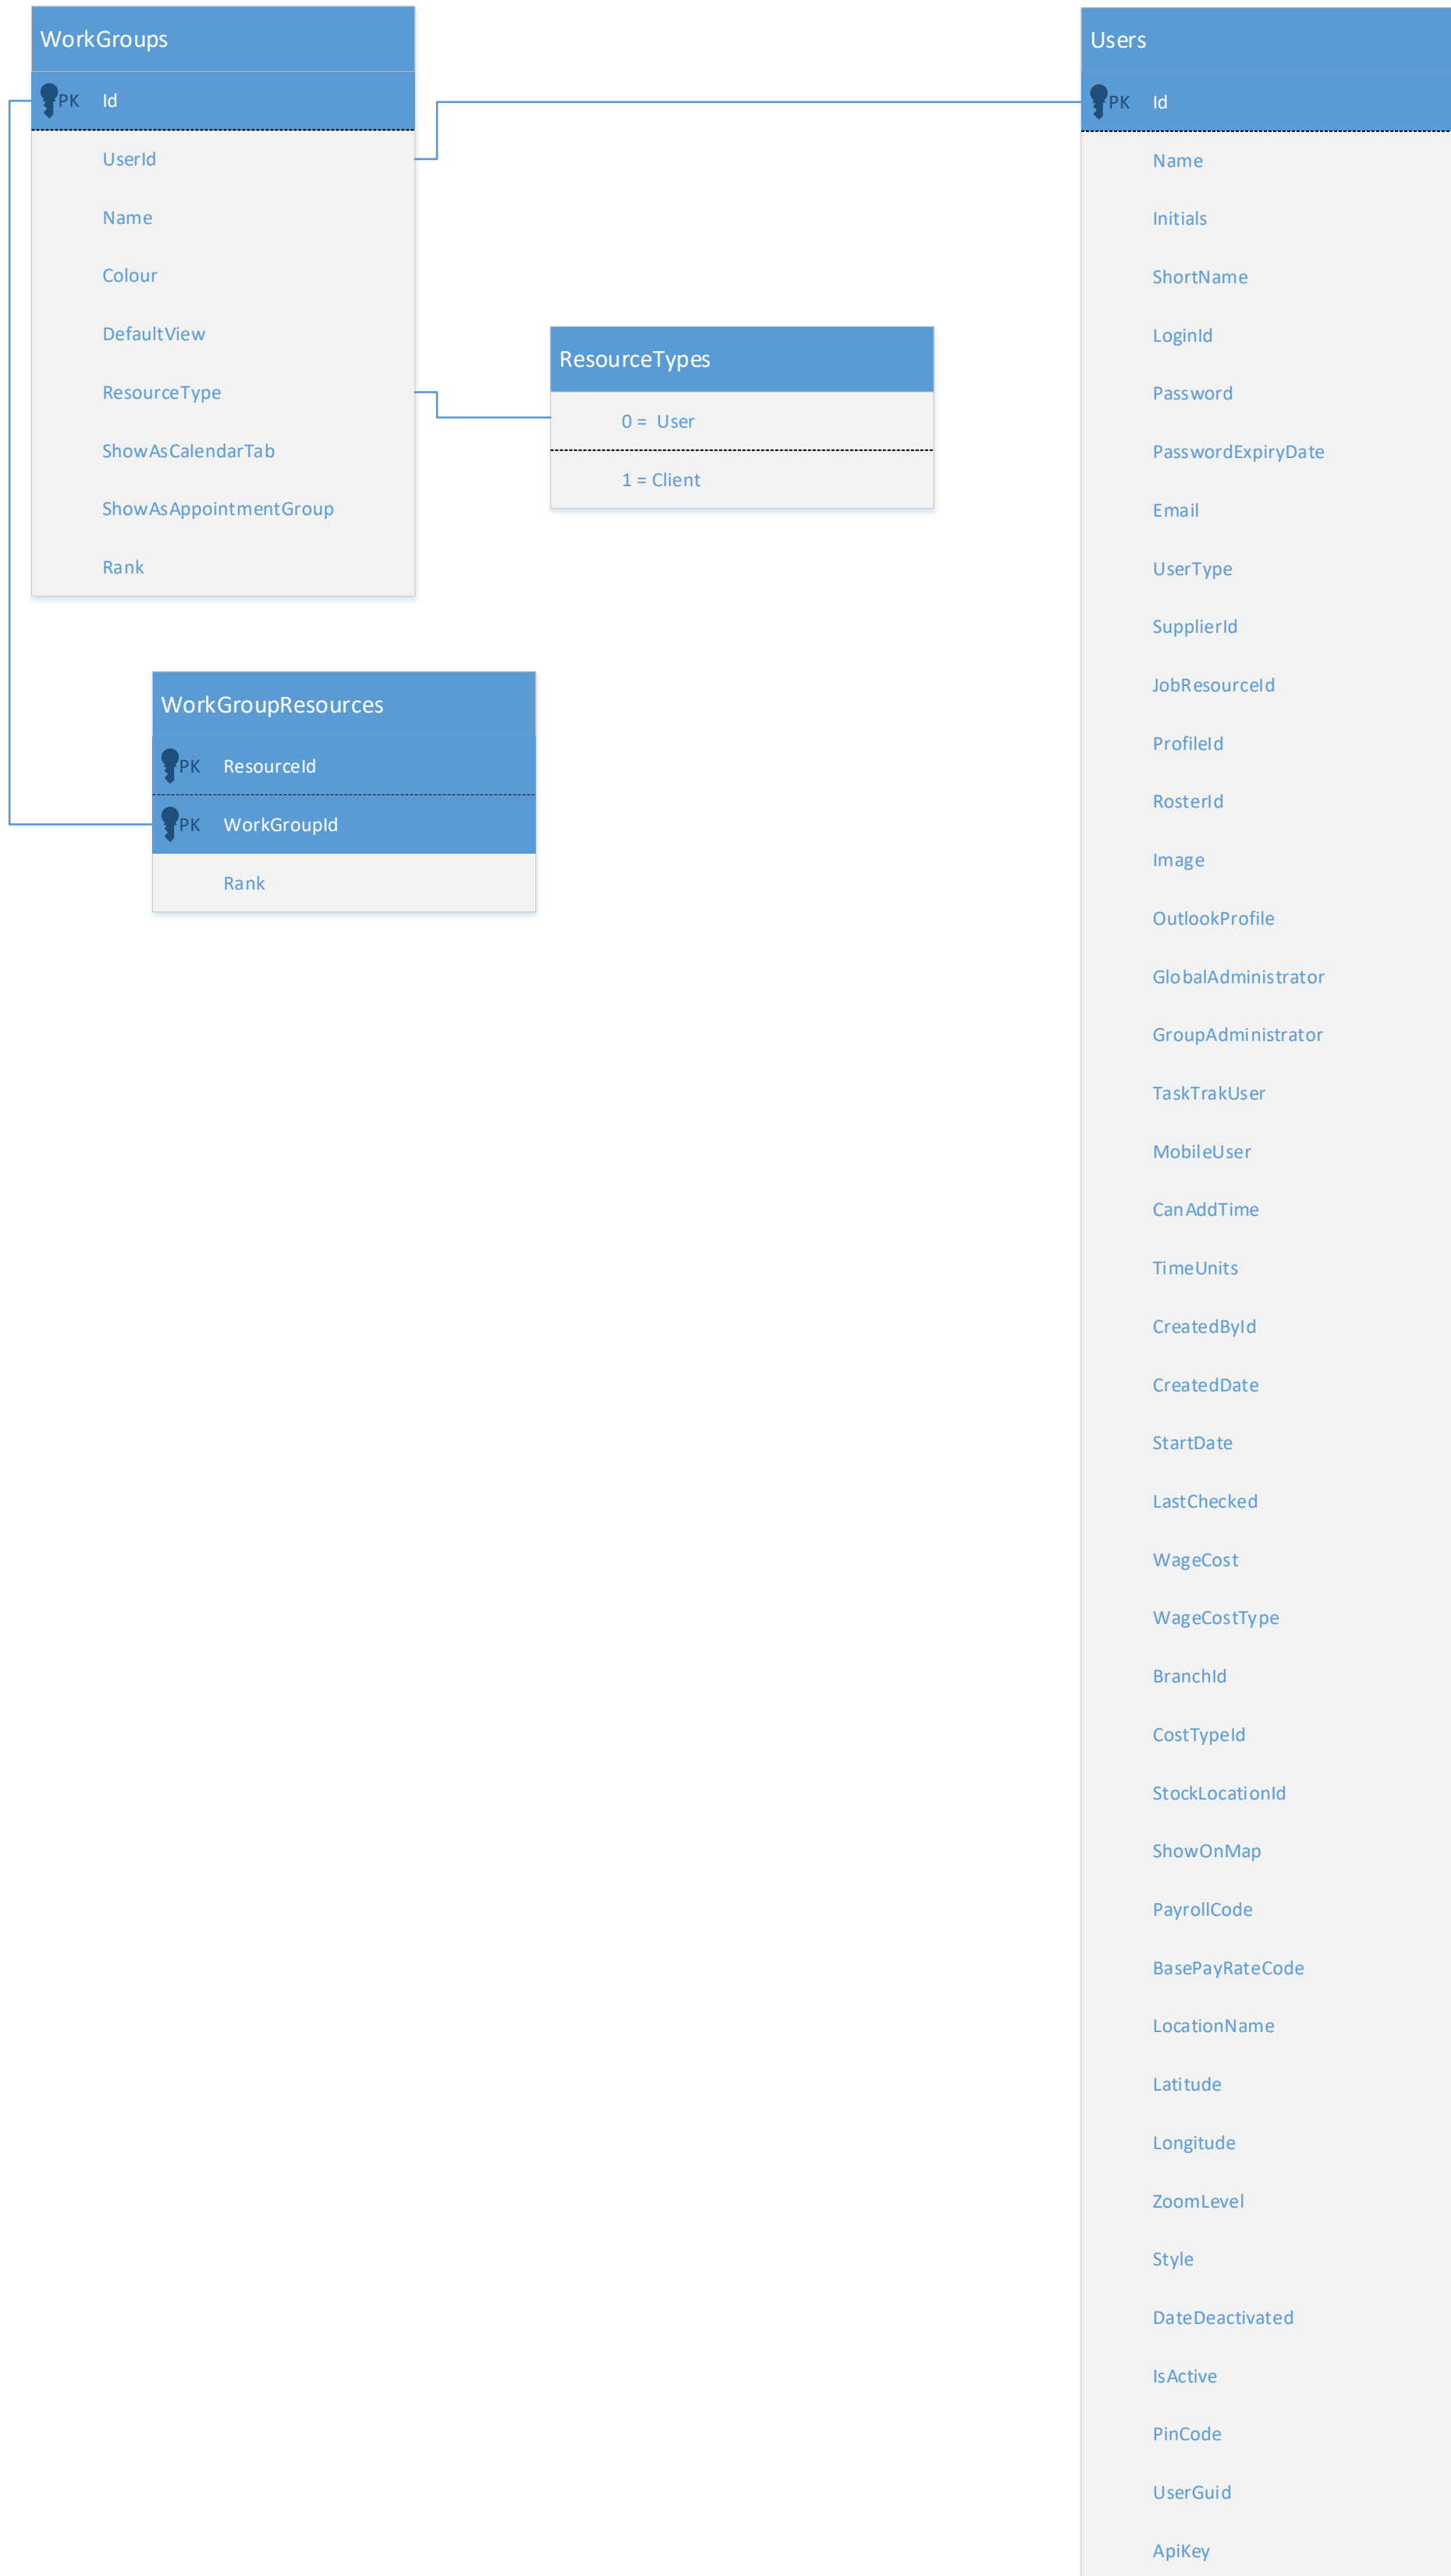 WorkGroups
PK Id
UserId
Name
Colour
DefaultView
ResourceType
ShowAsCalendarTab
ShowAsAppointmentGroup
Rank
ResourceTypes
0 = User
1 = Client
WorkGroupResources
PK ResourceId
PK WorkGroupId
Rank
Users
PK Id
Name
Initials
ShortName
LoginId
Password
PasswordExpiryDate
Email
UserType
SupplierId
JobResourceId
ProfileId
RosterId
Image
OutlookProfile
GlobalAdministrator
GroupAdministrator
TaskTrakUser
MobileUser
CanAddTime
TimeUnits
CreatedById
CreatedDate
StartDate
LastChecked
WageCost
WageCostType
BranchId
CostTypeId
StockLocationId
ShowOnMap
PayrollCode
BasePayRateCode
LocationName
Latitude
Longitude
ZoomLevel
Style
DateDeactivated
IsActive
PinCode
UserGuid
ApiKey